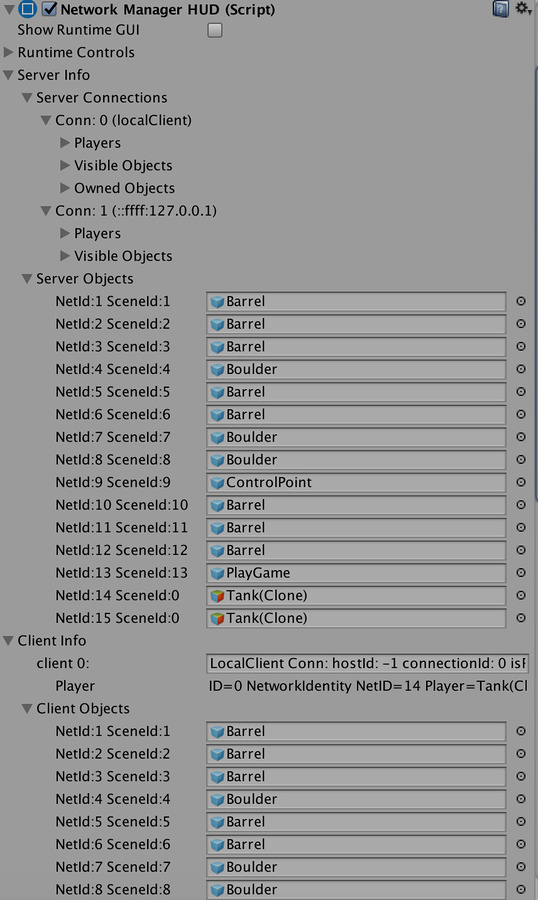 Network Manager HUD (Script)
Show Runtime GUI
Runtime Controls
Server Info
Server Connections
Conn: 0 (localClient)
Players
Visible Objects
Owned Objects
Conn: 1 (::ffff:127.0.0.1)
Players
Visible Objects
Server Objects
NetId:1 SceneId:1 Barrel
NetId:2 SceneId:2 Barrel
NetId:3 SceneId:3 Barrel
NetId:4 SceneId:4 Boulder
NetId:5 SceneId:5 Barrel
NetId:6 SceneId:6 Barrel
NetId:7 SceneId:7 Boulder
NetId:8 SceneId:8 Boulder
NetId:9 SceneId:9 ControlPoint
NetId:10 SceneId:10 Barrel
NetId:11 SceneId:11 Barrel
NetId:12 SceneId:12 Barrel
NetId:13 SceneId:13 PlayGame
NetId:14 SceneId:0 Tank(Clone)
NetId:15 SceneId:0 Tank(Clone)
Client Info
client 0: LocalClient Conn: hostId: -1 connectionId: 0 isF
Player ID=0 NetworkIdentity NetID=14 Player=Tank(Cl
Client Objects
NetId:1 SceneId:1 Barrel
NetId:2 SceneId:2 Barrel
NetId:3 SceneId:3 Barrel
NetId:4 SceneId:4 Boulder
NetId:5 SceneId:5 Barrel
NetId:6 SceneId:6 Barrel
NetId:7 SceneId:7 Boulder
NetId:8 SceneId:8 Boulder